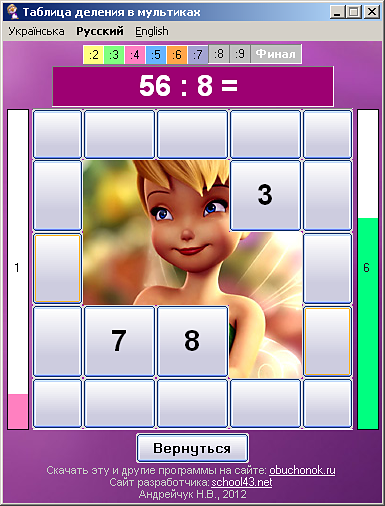 Таблица деления в мультиках
Українська Русский English
:2 :3 :4 :5 :6 :7 :8 :9 Финал
56 : 8 =
3
1 6
7 8
Вернуться
Скачать эту и другие программы на сайте: obuchonok.ru
Сайт разработчика: school43.net
Андрейчук Н.В., 2012